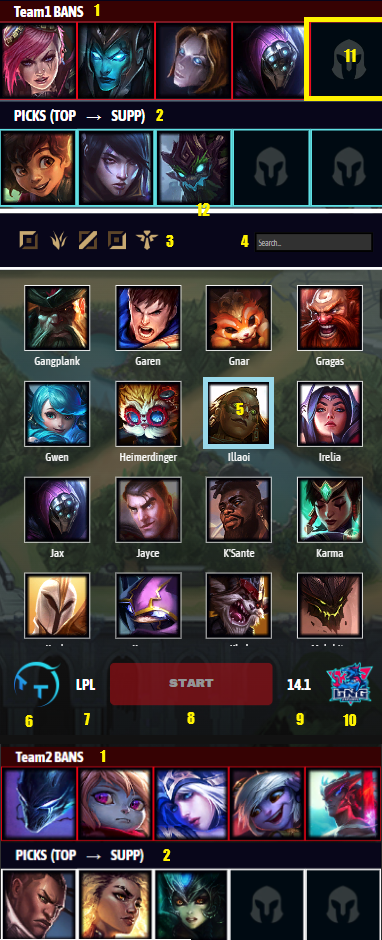 Team1 BANS 1
11
PICKS (TOP → SUPP) 2
12
3 4 Search...
Gangplank Garen Gnar Gragas
5
Gwen Heimerdinger Illaoi Irelia
Jax Jayce K'Sante Karma
TT LPL START 14.1 LNG
6 7 8 9 10
Team2 BANS 1
PICKS (TOP → SUPP) 2